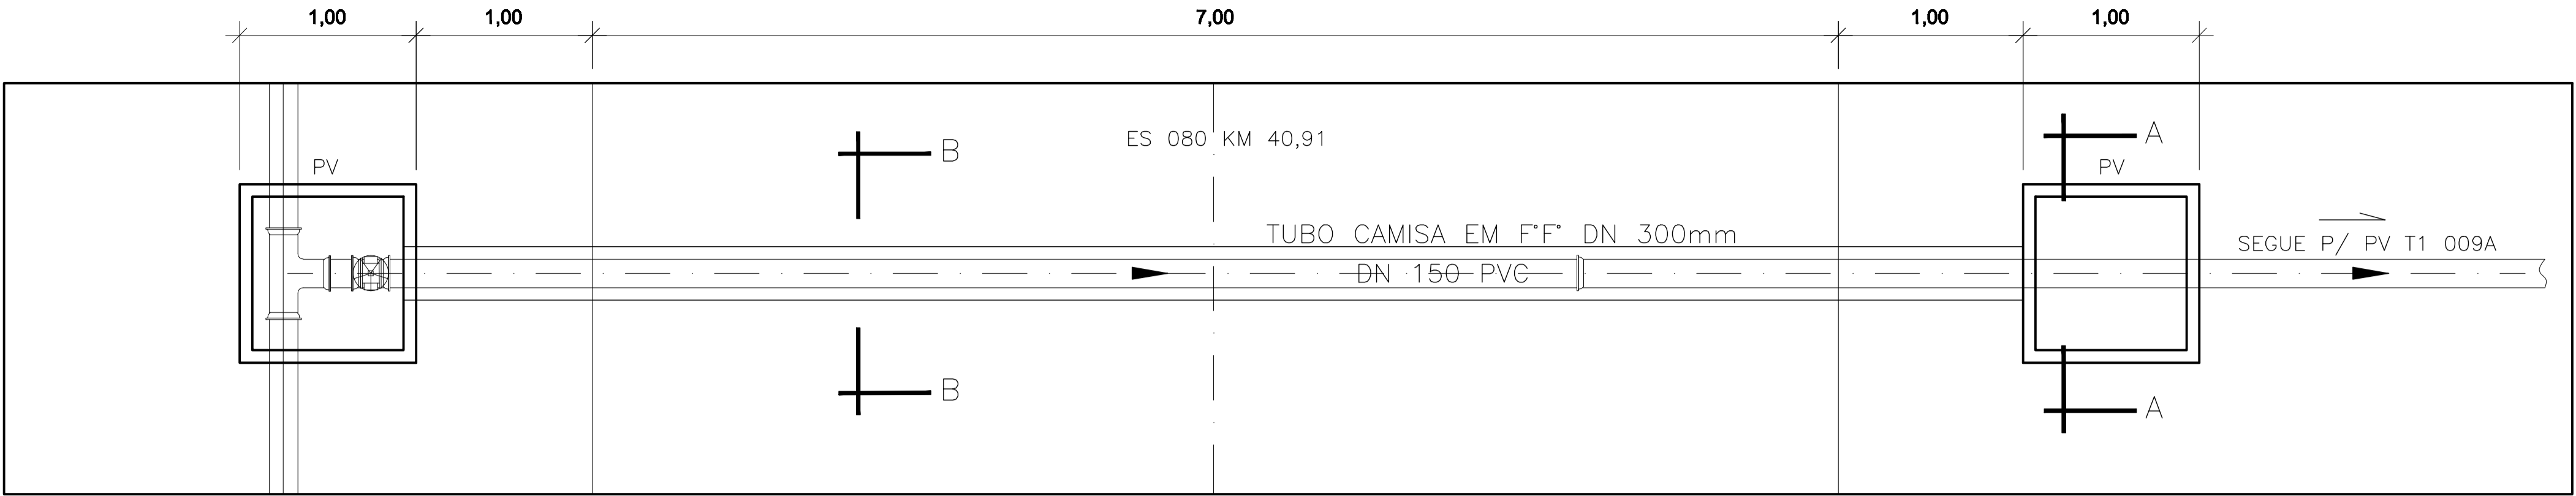 1,00 1,00 7,00 1,00 1,00
B ES 080 KM 40,91 A
PV PV
TUBO CAMISA EM F°F° DN 300mm
SEGUE P/ PV T1 009A
DN 150 PVC
B A